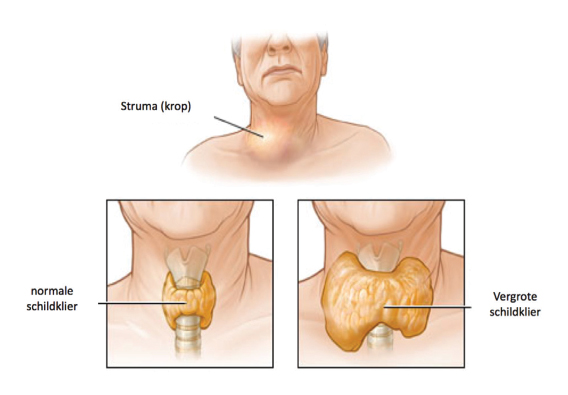 Struma (krop)
normale
schildklier
Vergrote
schildklier